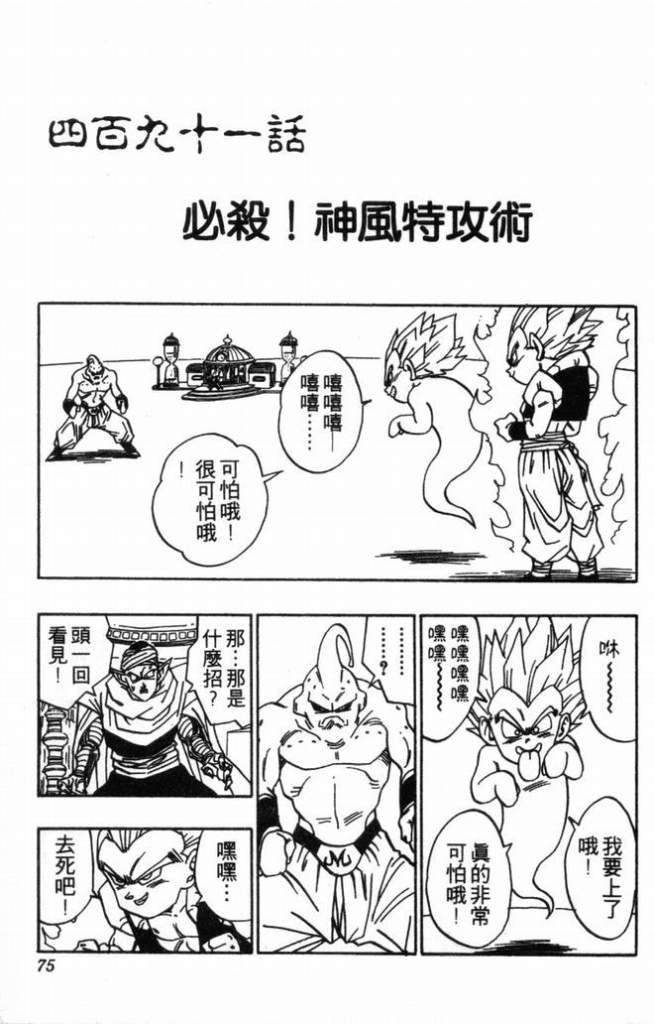 四百九十一話
必殺！神風特攻術
嘻嘻嘻—
嘻嘻……
可怕哦！
很可怕哦
！
咻～～
嘿嘿嘿嘿
嘿嘿～～～
我要上了
哦！
真的非常
可怕哦！
……
…？
那…那是
什麼招？
頭一回
看見！
嘿嘿…
去死吧！
75